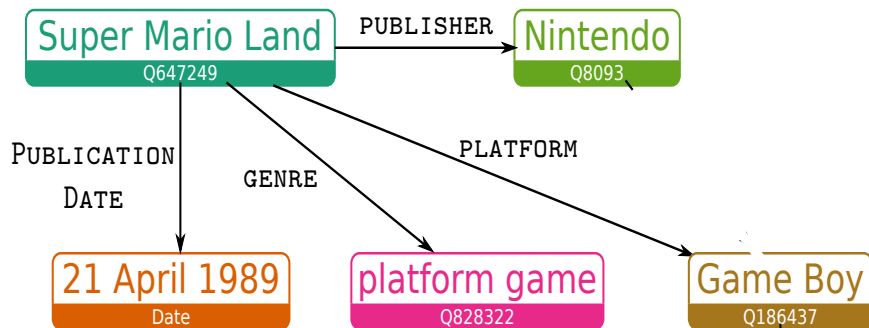 Super Mario Land
Q647249
PUBLISHER
Nintendo
Q8093
PUBLICATION
DATE
GENRE
PLATFORM
21 April 1989
Date
platform game
Q828322
Game Boy
Q186437